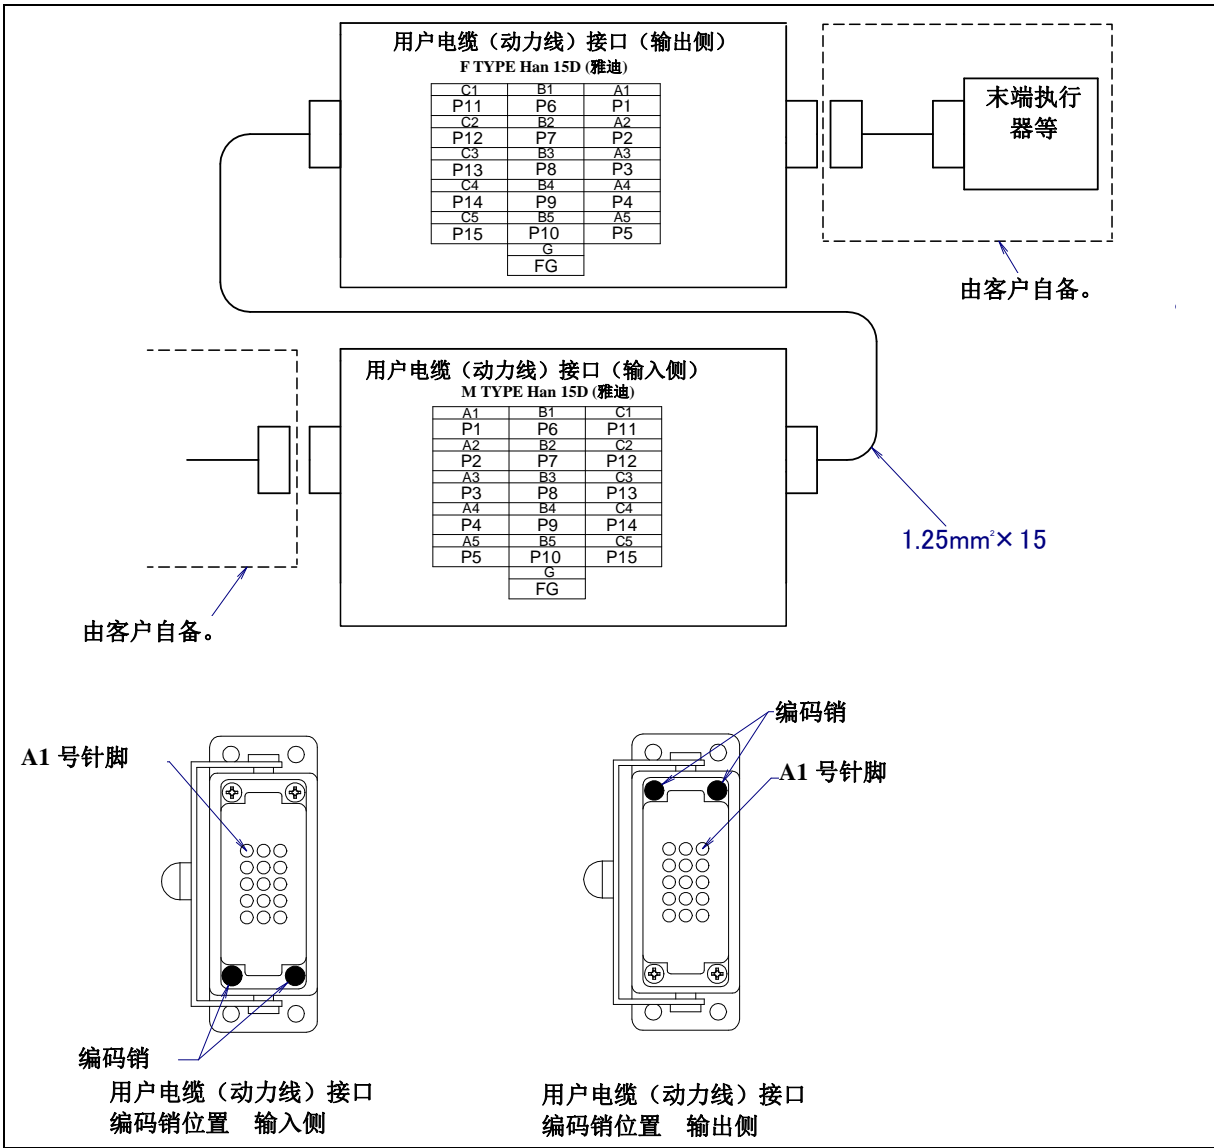 用户电缆（动力线）接口（输出侧）
F TYPE Han 15D (雅迪)
C1 B1 A1
P11 P6 P1
C2 B2 A2
P12 P7 P2
C3 B3 A3
P13 P8 P3
C4 B4 A4
P14 P9 P4
C5 B5 A5
P15 P10 P5
G
FG
末端执行
器等
由客户自备。
用户电缆（动力线）接口（输入侧）
M TYPE Han 15D (雅迪)
A1 B1 C1
P1 P6 P11
A2 B2 C2
P2 P7 P12
A3 B3 C3
P3 P8 P13
A4 B4 C4
P4 P9 P14
A5 B5 C5
P5 P10 P15
G
FG
1.25mm²×15
由客户自备。
A1 号针脚
编码销
用户电缆（动力线）接口
编码销位置 输入侧
编码销
A1 号针脚
用户电缆（动力线）接口
编码销位置 输出侧